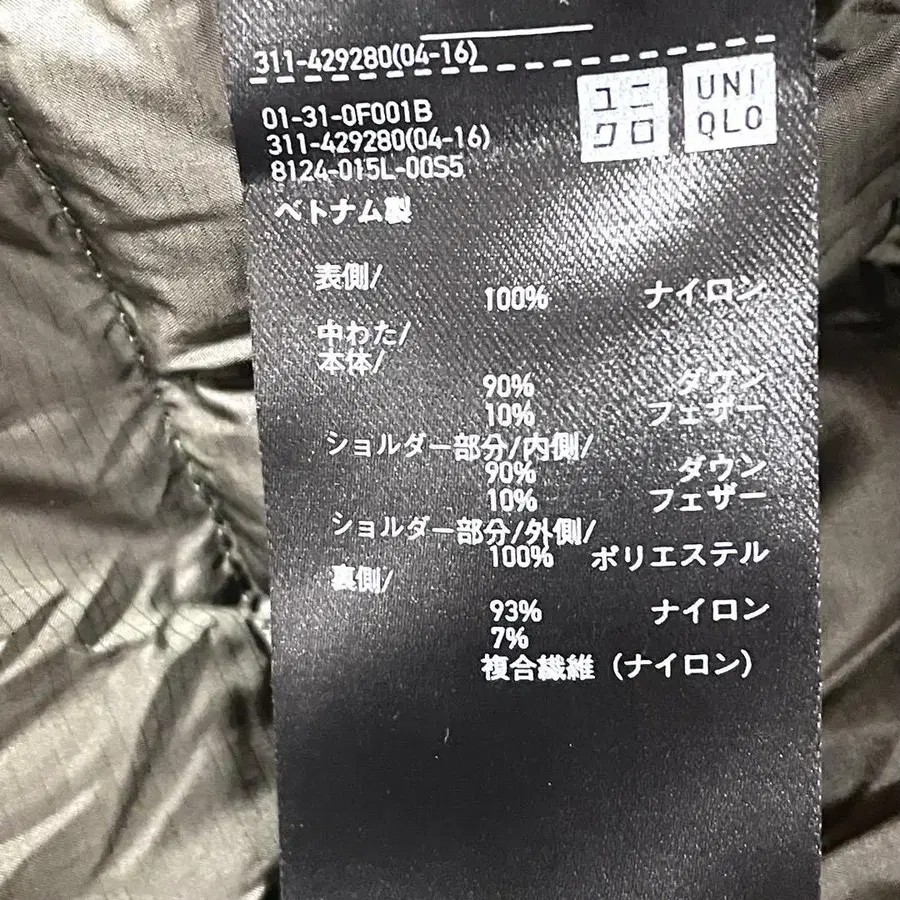 311-429280(04-16)
01-31-0F001B
311-429280(04-16)
8124-015L-00S5
ユニクロ
UNIQLO
ベトナム製
表側/
100% ナイロン
中わた/
本体/
90% ダウン
10% フェザー
ショルダー部分/内側/
90% ダウン
10% フェザー
ショルダー部分/外側/
100% ポリエステル
裏側/
93% ナイロン
7%
複合繊維(ナイロン)